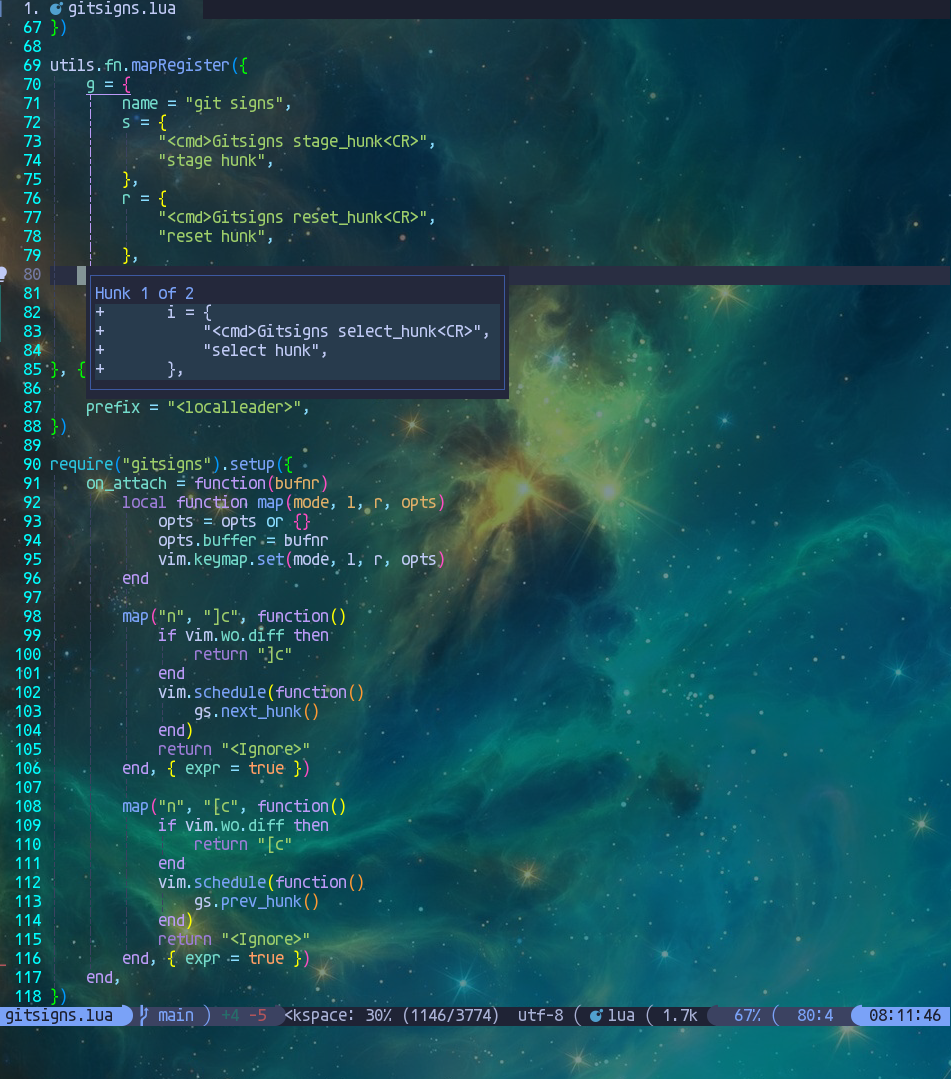 1. gitsigns.lua
67 })
68
69 utils.fn.mapRegister({
70     g = {
71         name = "git signs",
72         s = {
73             "<cmd>Gitsigns stage_hunk<CR>",
74             "stage hunk",
75         },
76         r = {
77             "<cmd>Gitsigns reset_hunk<CR>",
78             "reset hunk",
79         },
80
81 Hunk 1 of 2
82 +       i = {
83 +           "<cmd>Gitsigns select_hunk<CR>",
84 +           "select hunk",
85 }, { +       },
86
87     prefix = "<localleader>",
88 })
89
90 require("gitsigns").setup({
91     on_attach = function(bufnr)
92         local function map(mode, l, r, opts)
93             opts = opts or {}
94             opts.buffer = bufnr
95             vim.keymap.set(mode, l, r, opts)
96         end
97
98         map("n", "]c", function()
99             if vim.wo.diff then
100                 return "]c"
101             end
102             vim.schedule(function()
103                 gs.next_hunk()
104             end)
105             return "<Ignore>"
106         end, { expr = true })
107
108         map("n", "[c", function()
109             if vim.wo.diff then
110                 return "[c"
111             end
112             vim.schedule(function()
113                 gs.prev_hunk()
114             end)
115             return "<Ignore>"
116         end, { expr = true })
117     end,
118 })
gitsigns.lua main ) +4 -5 <kspace: 30% (1146/3774) utf-8 ( lua ( 1.7k 67% ( 80:4 08:11:46